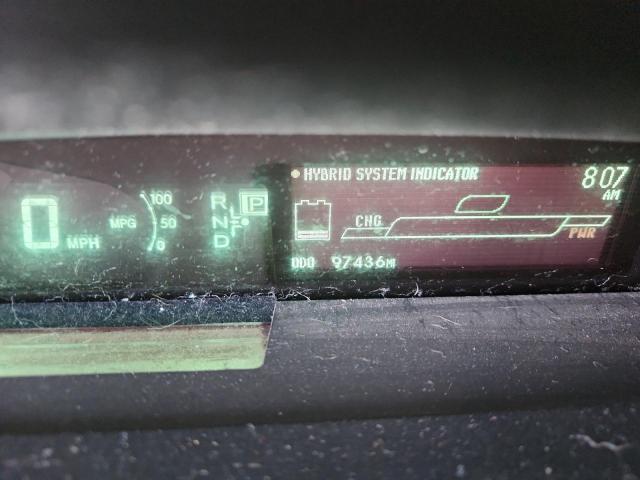 HYBRID SYSTEM INDICATOR
8:07
AM
0 MPH
MPG
100
50
0
R
N
D
P
E
F
CHG
PWR
ODO 97436MI